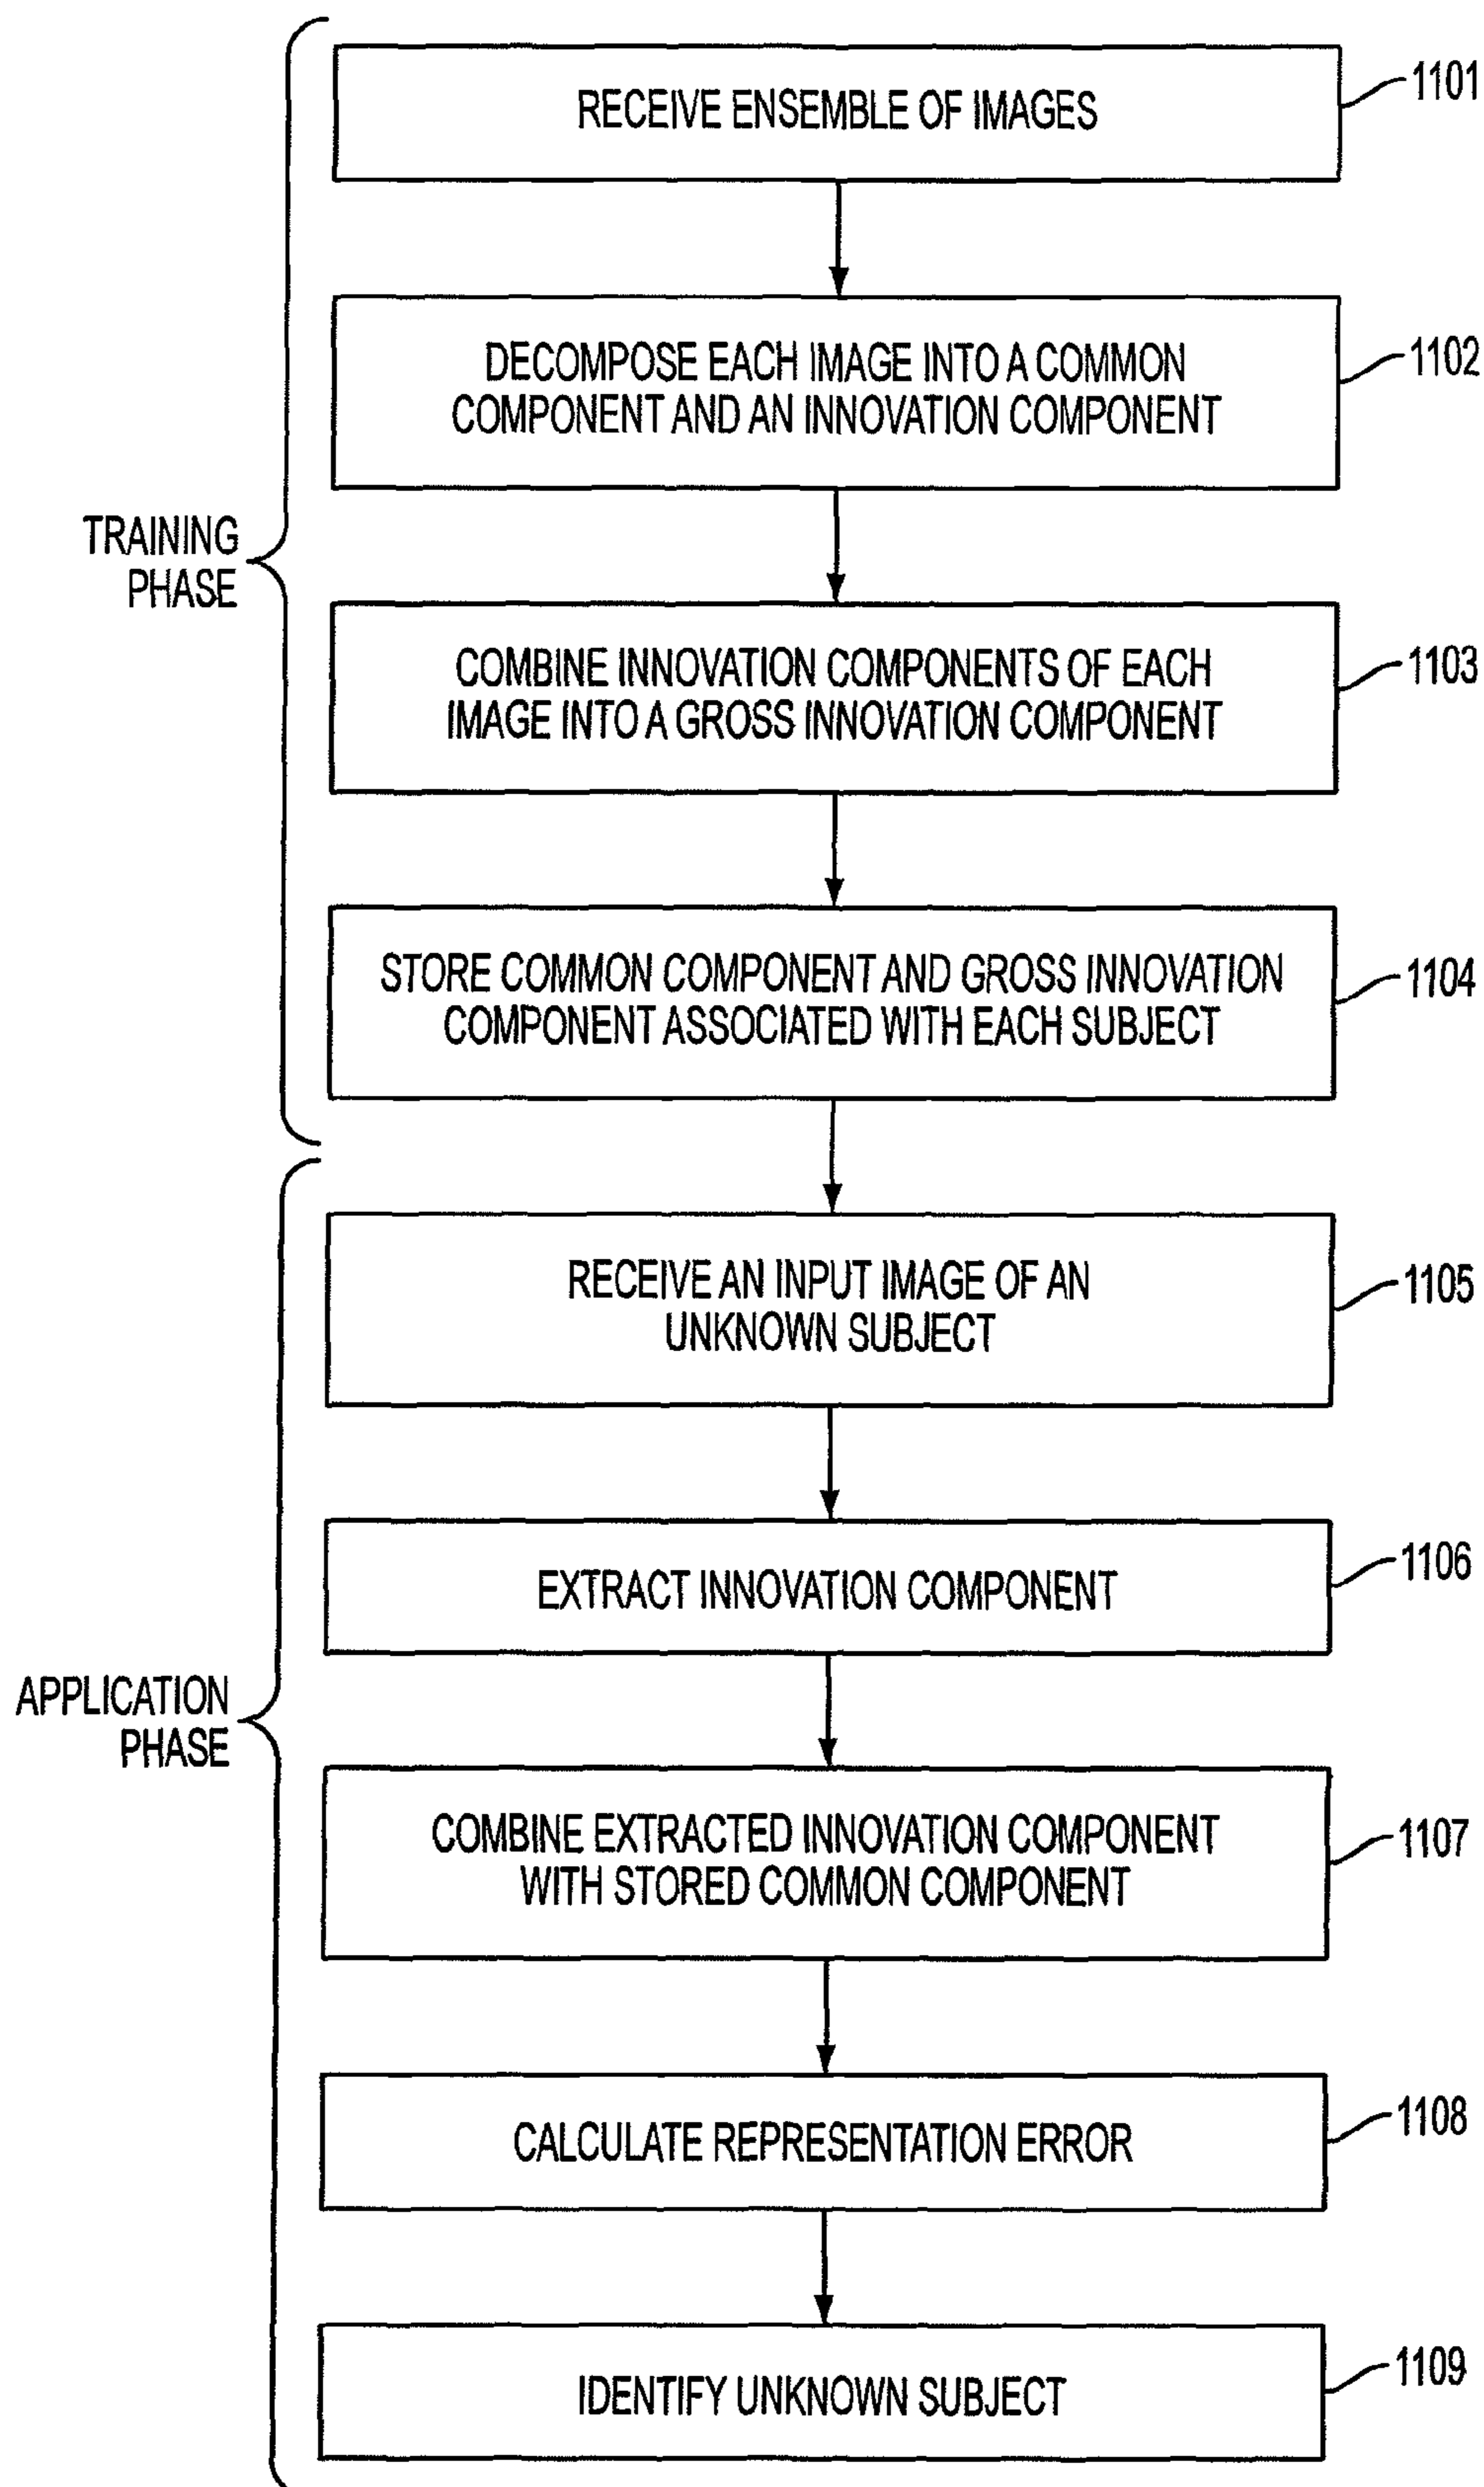 RECEIVE ENSEMBLE OF IMAGES
1101
DECOMPOSE EACH IMAGE INTO A COMMON
COMPONENT AND AN INNOVATION COMPONENT
1102
TRAINING
PHASE
COMBINE INNOVATION COMPONENTS OF EACH
IMAGE INTO A GROSS INNOVATION COMPONENT
1103
STORE COMMON COMPONENT AND GROSS INNOVATION
COMPONENT ASSOCIATED WITH EACH SUBJECT
1104
RECEIVE AN INPUT IMAGE OF AN
UNKNOWN SUBJECT
1105
EXTRACT INNOVATION COMPONENT
1106
APPLICATION
PHASE
COMBINE EXTRACTED INNOVATION COMPONENT
WITH STORED COMMON COMPONENT
1107
CALCULATE REPRESENTATION ERROR
1108
IDENTIFY UNKNOWN SUBJECT
1109